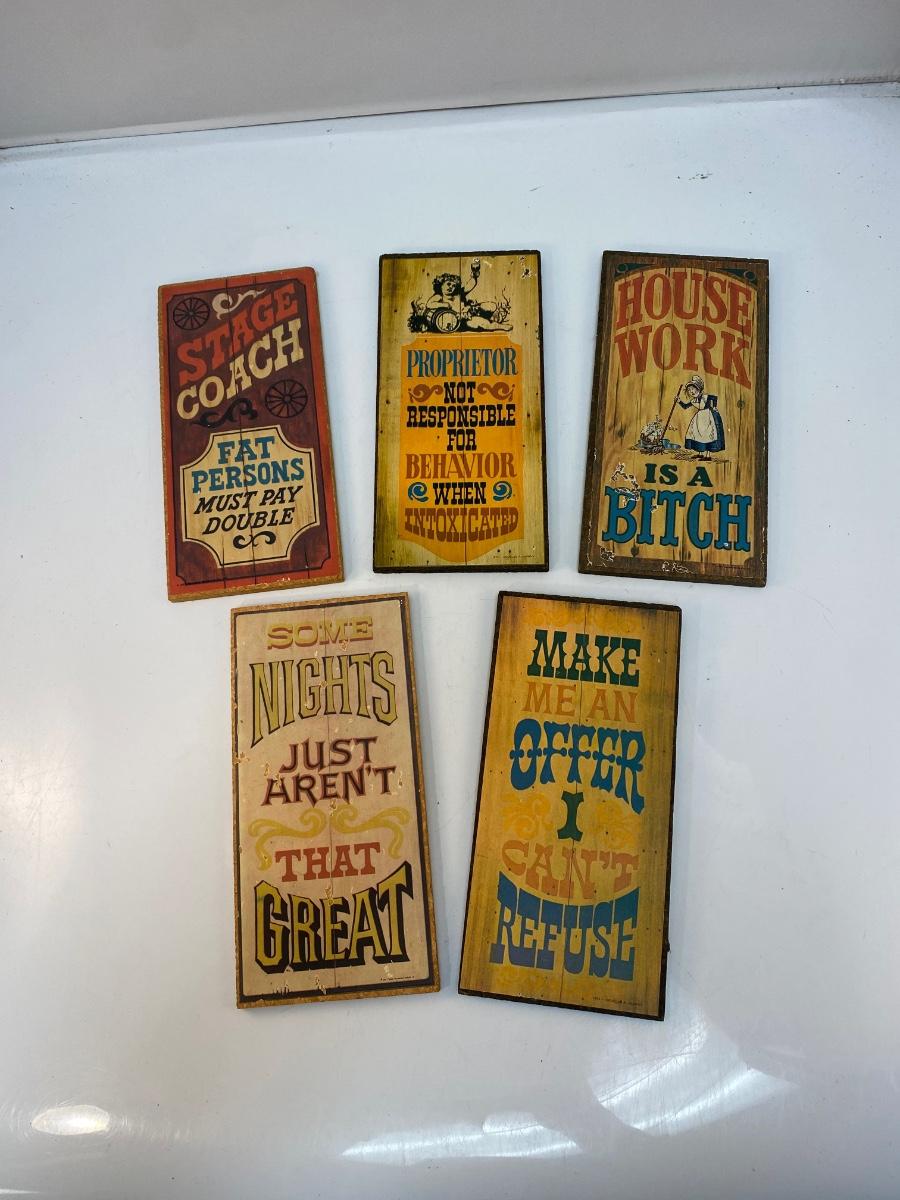 STAGE
COACH
FAT
PERSONS
MUST PAY
DOUBLE
PROPRIETOR
NOT
RESPONSIBLE
FOR
BEHAVIOR
WHEN
INTOXICATED
HOUSE
WORK
IS A
BITCH
SOME
NIGHTS
JUST
AREN'T
THAT
GREAT
MAKE
ME AN
OFFER
I
CAN'T
REFUSE